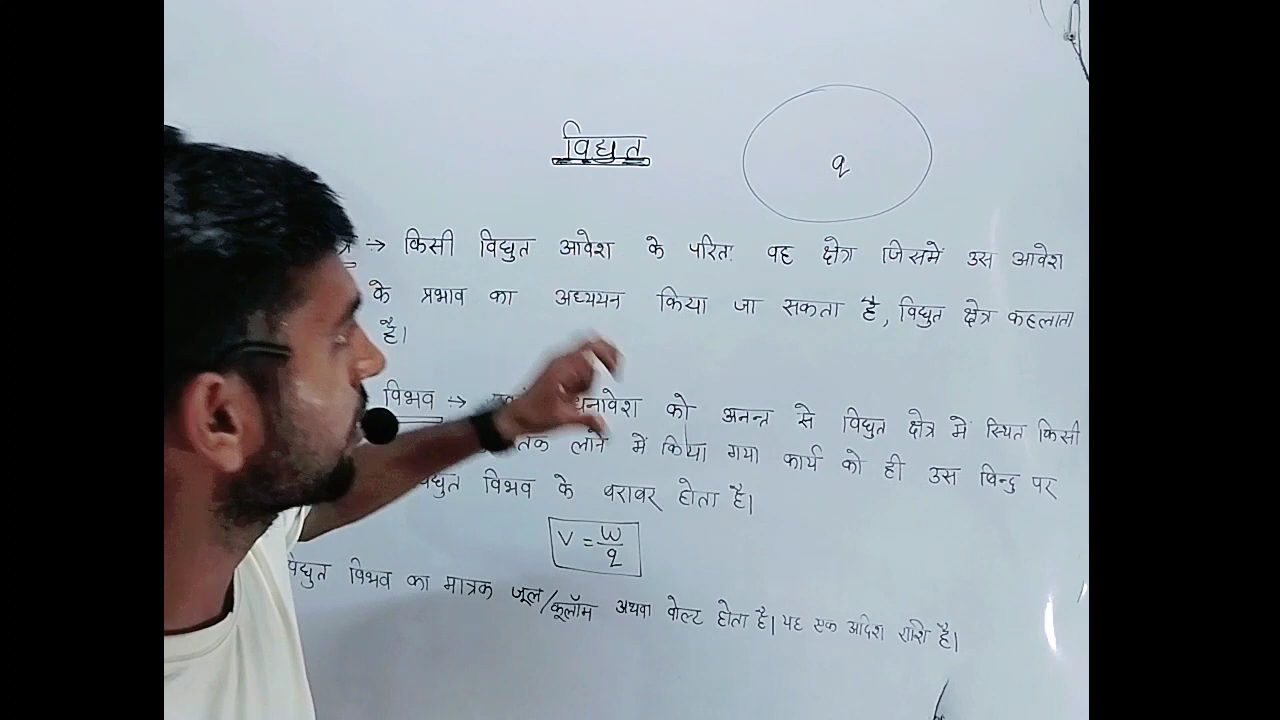 विद्युत
q
→ किसी विद्युत आवेश के परितः वह क्षेत्र जिसमें उस आवेश
के प्रभाव का अध्ययन किया जा सकता है, विद्युत क्षेत्र कहलाता
है।
विभव → धनावेश को अनन्त से विद्युत क्षेत्र में स्थित किसी
तक लाने में किया गया कार्य को ही उस बिन्दु पर
विद्युत विभव के बराबर होता है।
V = W/q
विद्युत विभव का मात्रक जूल/कूलॉम अथवा वोल्ट होता है। यह एक अदिश राशि है।